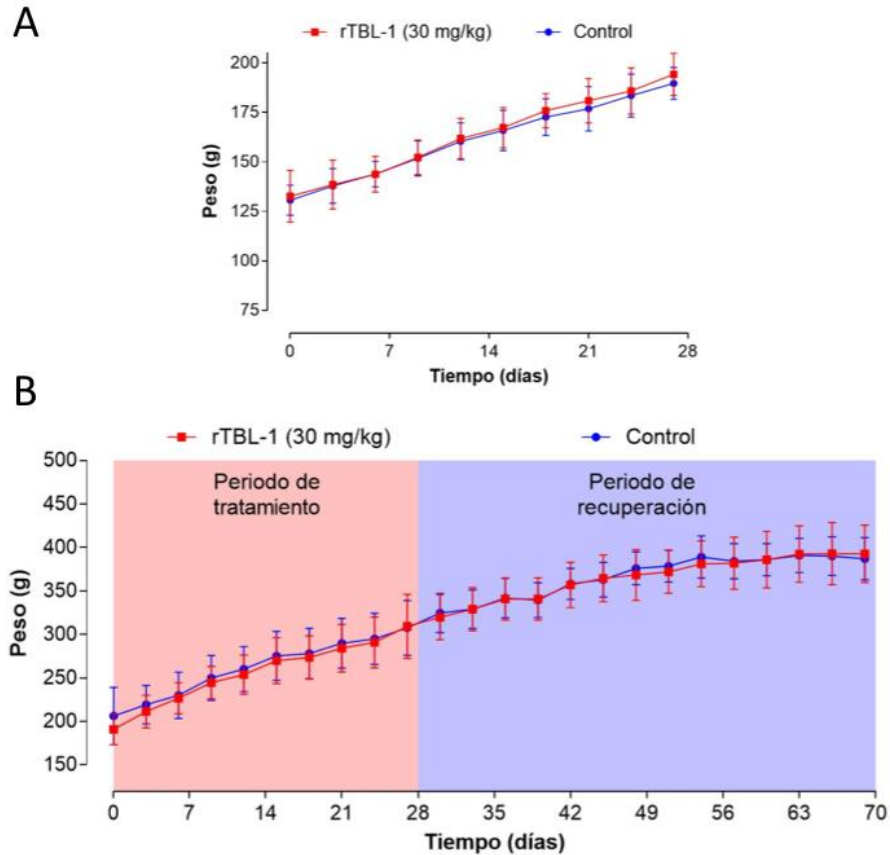 A
rTBL-1 (30 mg/kg) Control
200
175
150
125
100
75
Peso (g)
0 7 14 21 28
Tiempo (días)
B
rTBL-1 (30 mg/kg) Control
500
450
400
350
300
250
200
150
Peso (g)
Periodo de
tratamiento
Periodo de
recuperación
0 7 14 21 28 35 42 49 56 63 70
Tiempo (días)